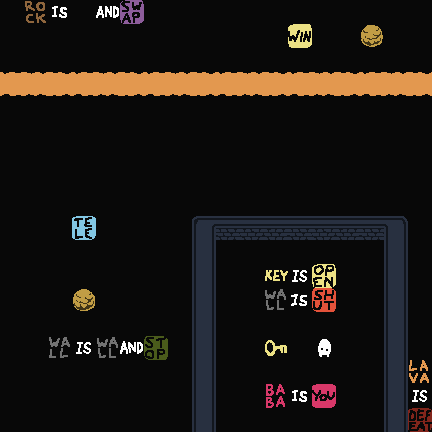 ROCK IS AND SWAP
WIN
TELE
KEY IS OPEN
WALL IS SHUT
WALL IS WALL AND STOP
LAVA
BABA IS YOU
IS
DEFEAT